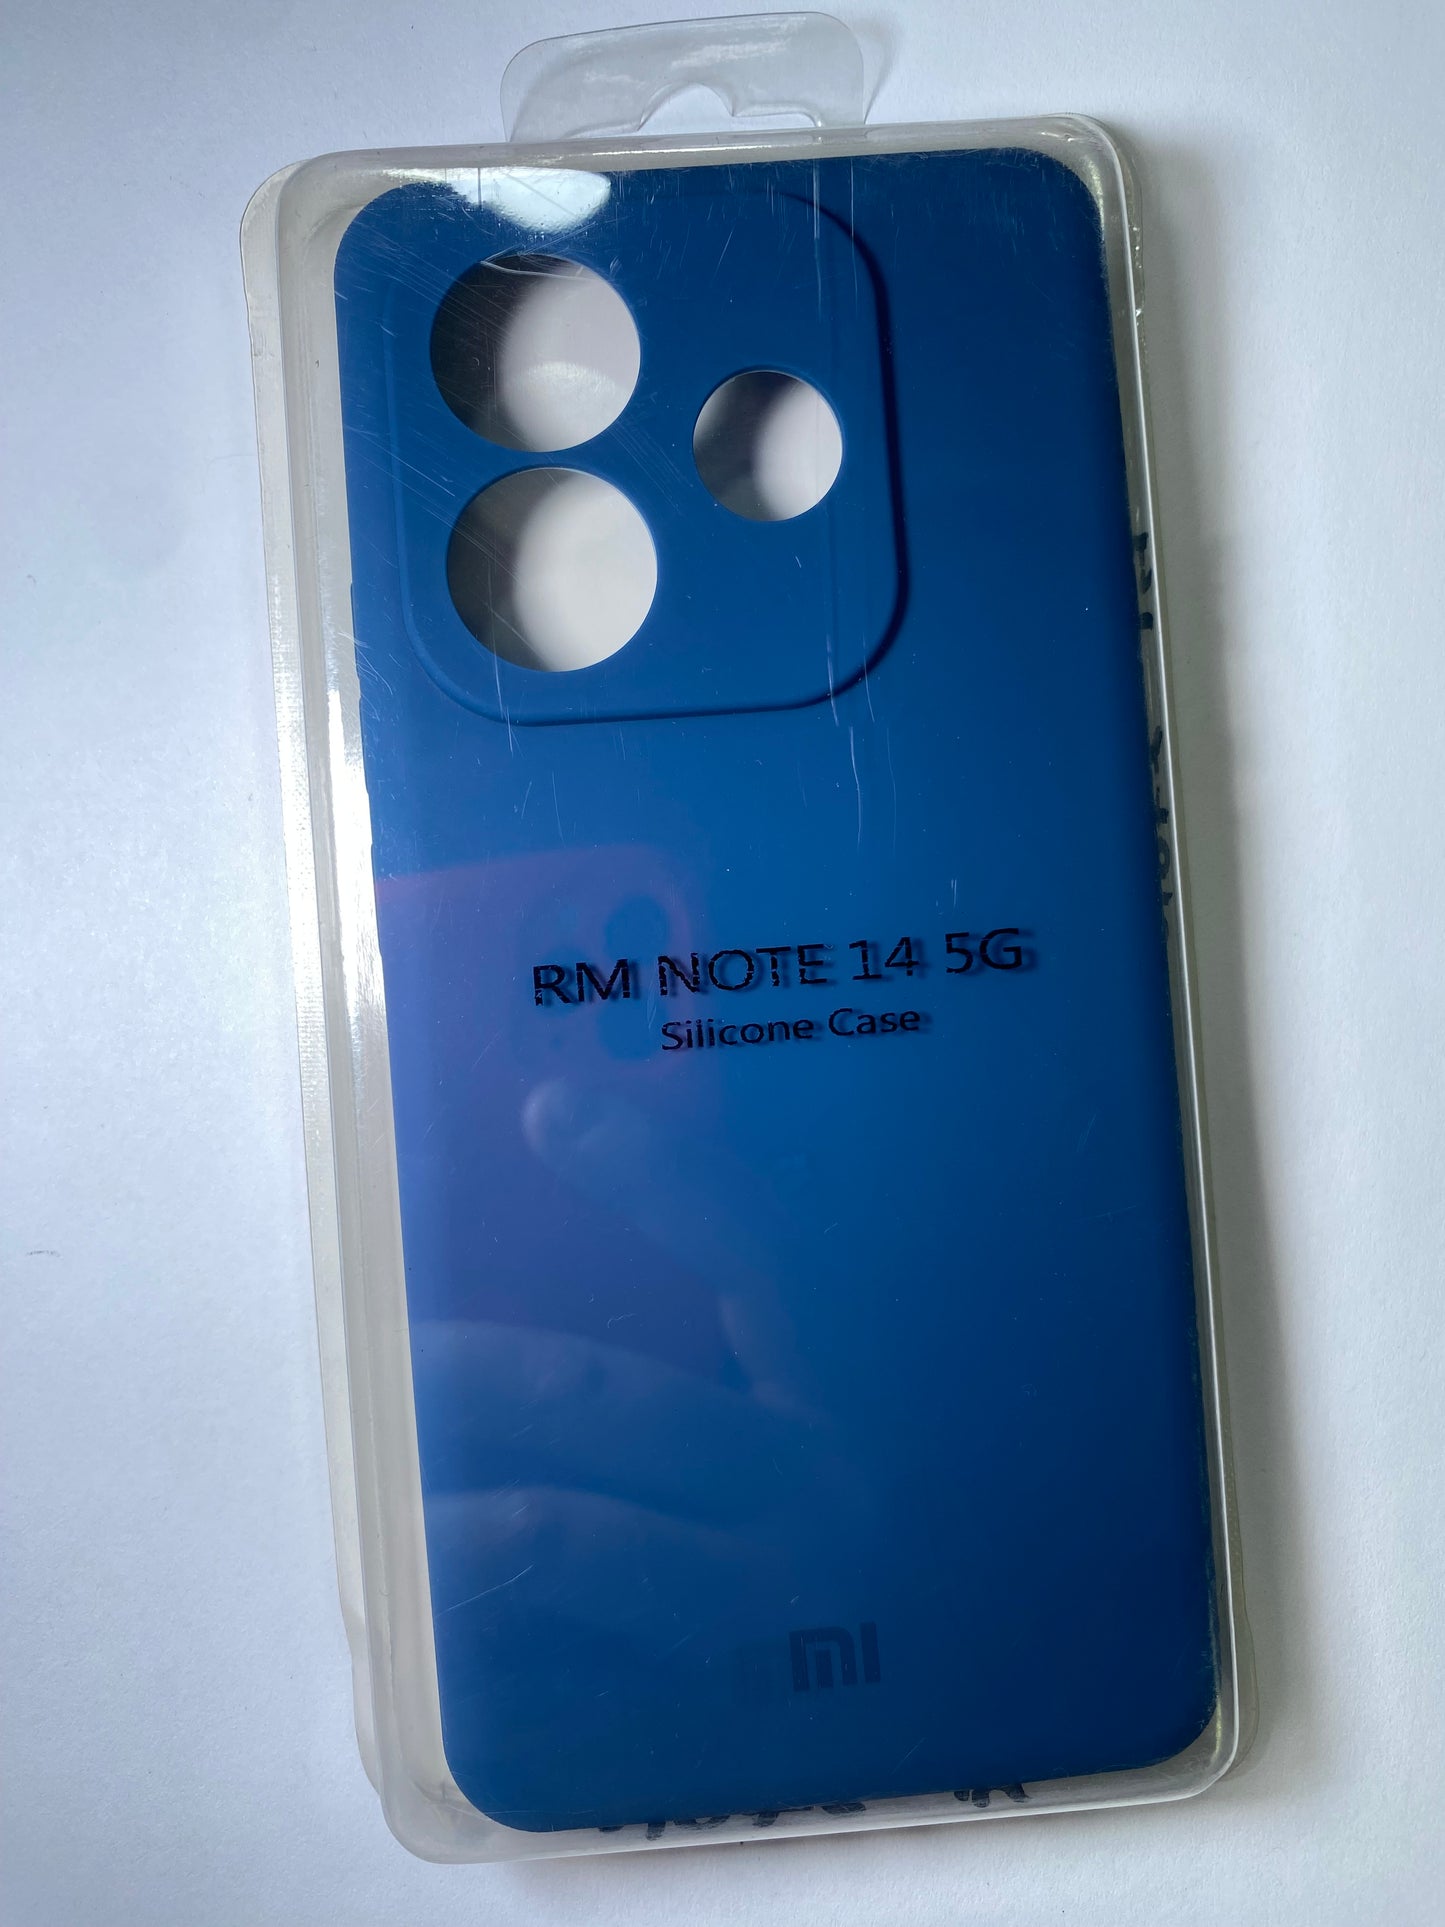 RM NOTE 14 5G
Silicone Case
mi